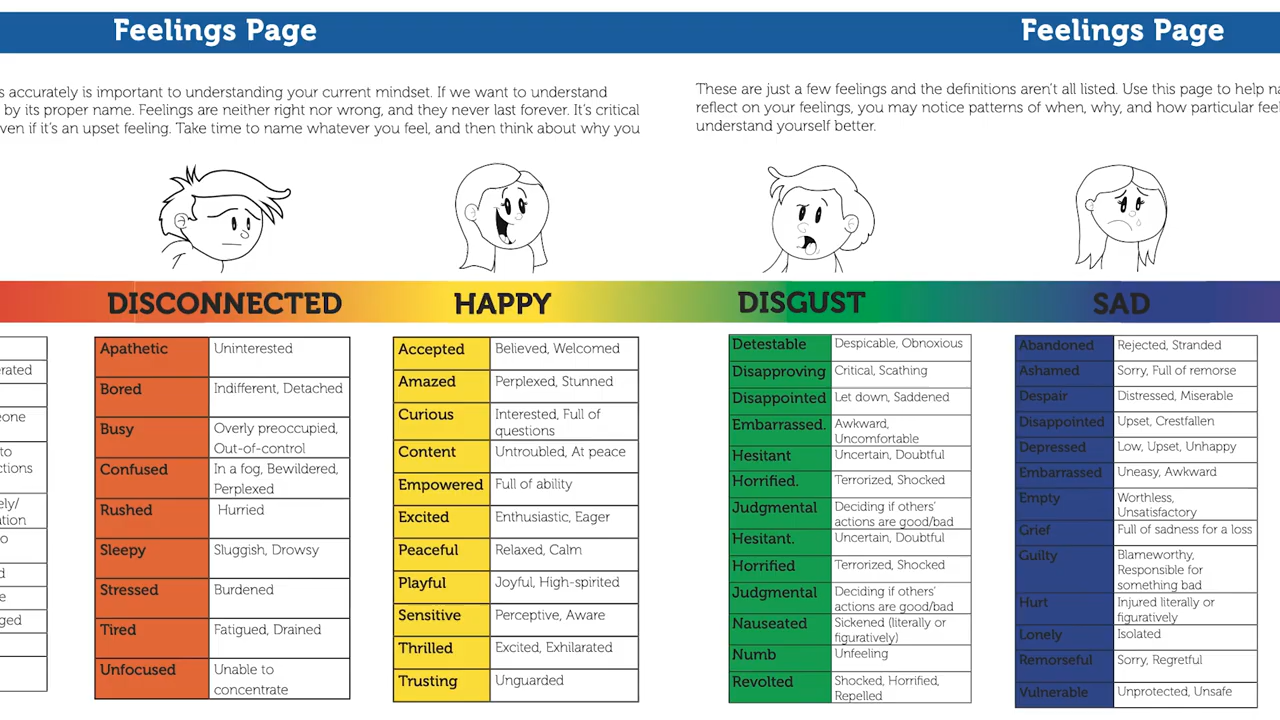 Feelings Page
s accurately is important to understanding your current mindset. If we want to understand
by its proper name. Feelings are neither right nor wrong, and they never last forever. It's critical
ven if it's an upset feeling. Take time to name whatever you feel, and then think about why you
DISCONNECTED
HAPPY
erated
eone
to
ctions
ely/
ation
o
d
e
ged
Apathetic Uninterested
Bored Indifferent, Detached
Busy Overly preoccupied,
Out-of-control
Confused In a fog, Bewildered,
Perplexed
Rushed Hurried
Sleepy Sluggish, Drowsy
Stressed Burdened
Tired Fatigued, Drained
Unfocused Unable to
concentrate
Accepted Believed, Welcomed
Amazed Perplexed, Stunned
Curious Interested, Full of
questions
Content Untroubled, At peace
Empowered Full of ability
Excited Enthusiastic, Eager
Peaceful Relaxed, Calm
Playful Joyful, High-spirited
Sensitive Perceptive, Aware
Thrilled Excited, Exhilarated
Trusting Unguarded
Feelings Page
These are just a few feelings and the definitions aren't all listed. Use this page to help na
reflect on your feelings, you may notice patterns of when, why, and how particular feel
understand yourself better.
DISGUST
SAD
Detestable Despicable, Obnoxious
Disapproving Critical, Scathing
Disappointed Let down, Saddened
Embarrassed. Awkward,
Uncomfortable
Hesitant Uncertain, Doubtful
Horrified. Terrorized, Shocked
Judgmental Deciding if others'
actions are good/bad
Hesitant. Uncertain, Doubtful
Horrified Terrorized, Shocked
Judgmental Deciding if others'
actions are good/bad
Nauseated Sickened (literally or
figuratively)
Numb Unfeeling
Revolted Shocked, Horrified,
Repelled
Abandoned Rejected, Stranded
Ashamed Sorry, Full of remorse
Despair Distressed, Miserable
Disappointed Upset, Crestfallen
Depressed Low, Upset, Unhappy
Embarrassed Uneasy, Awkward
Empty Worthless,
Unsatisfactory
Grief Full of sadness for a loss
Guilty Blameworthy,
Responsible for
something bad
Hurt Injured literally or
figuratively
Lonely Isolated
Remorseful Sorry, Regretful
Vulnerable Unprotected, Unsafe